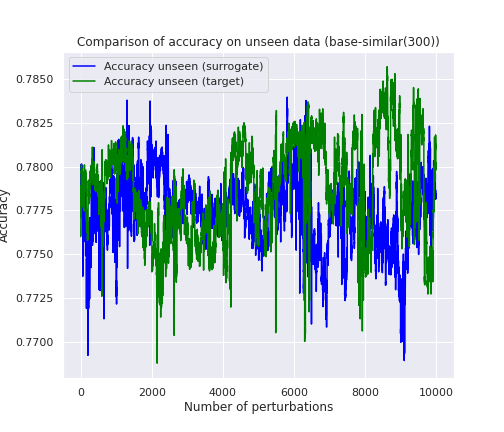 Comparison of accuracy on unseen data (base-similar(300))
Accuracy unseen (surrogate)
Accuracy unseen (target)
0.7850
0.7825
0.7800
0.7775
0.7750
0.7725
0.7700
Accuracy
0 2000 4000 6000 8000 10000
Number of perturbations